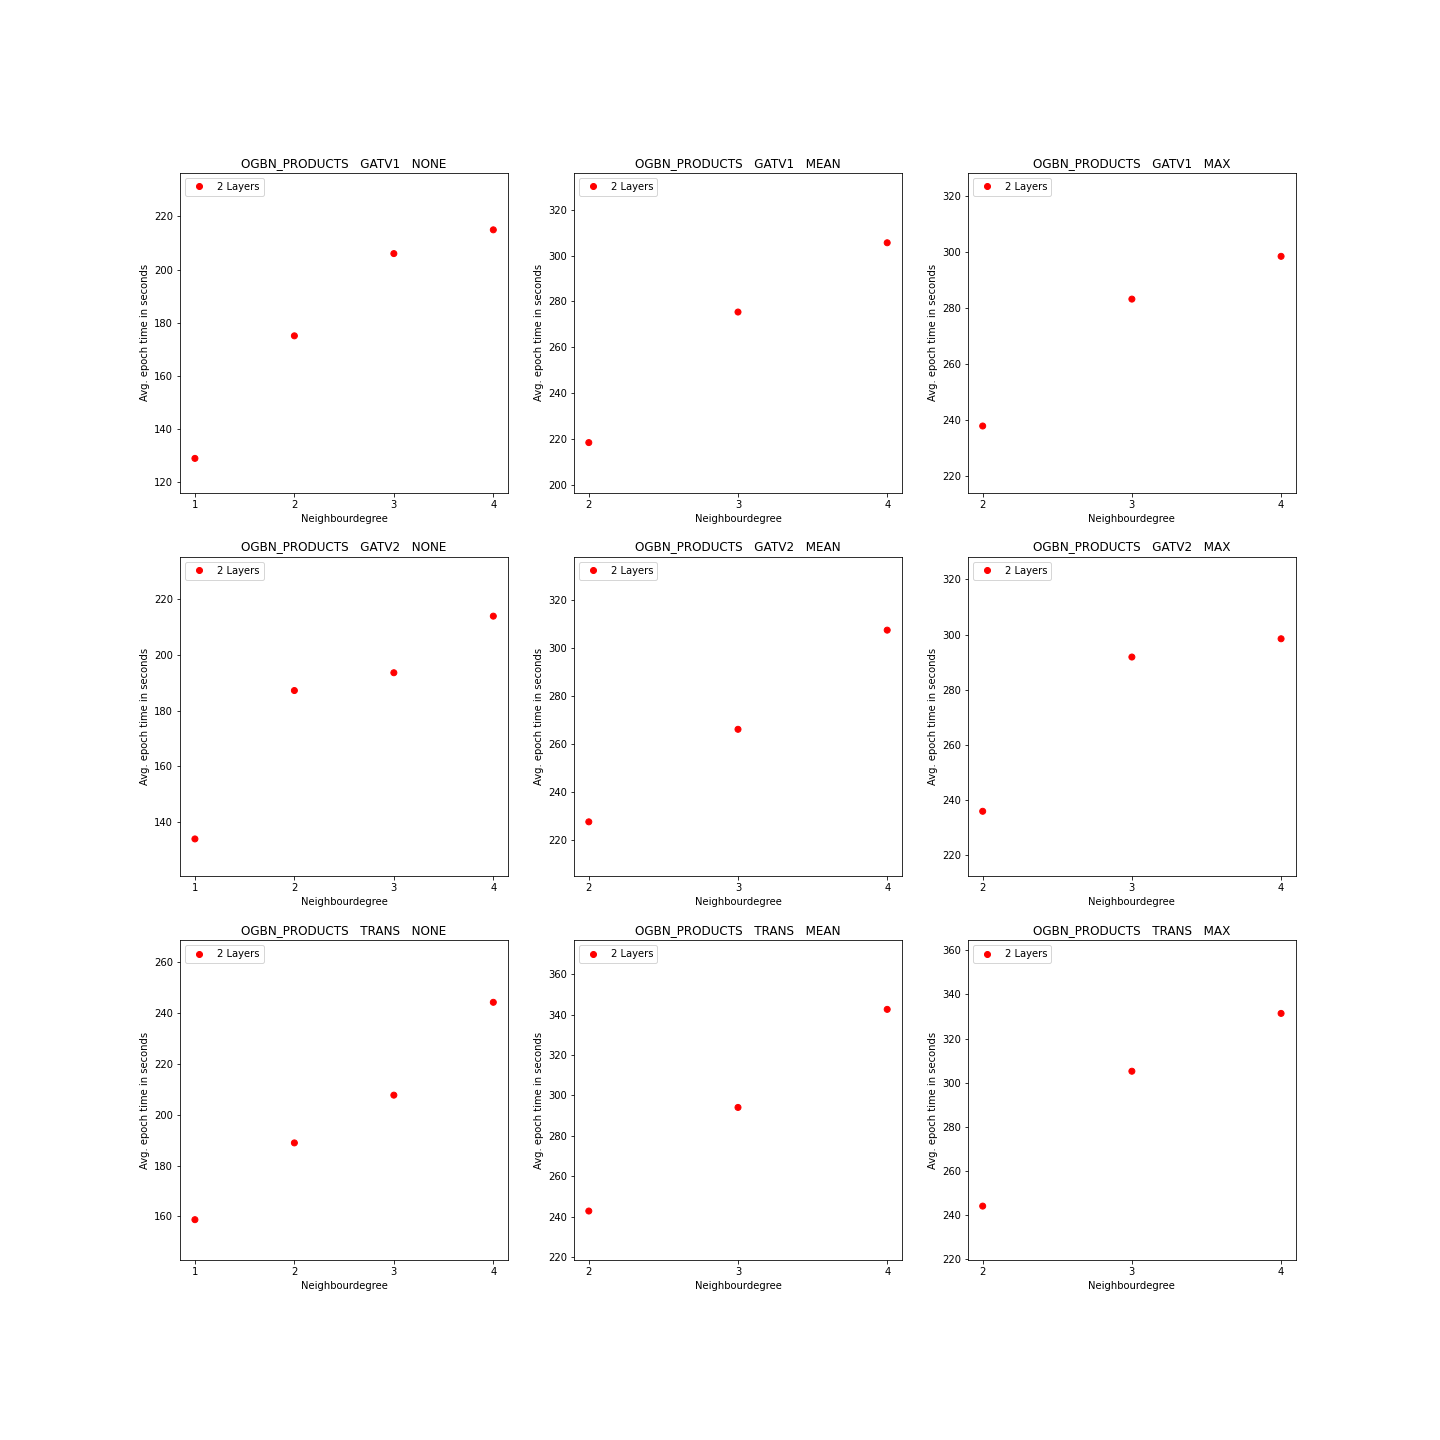 OGBN_PRODUCTS GATV1 NONE
2 Layers
220
200
180
160
140
120
Avg. epoch time in seconds
1 2 3 4
Neighbourdegree
OGBN_PRODUCTS GATV1 MEAN
2 Layers
320
300
280
260
240
220
200
Avg. epoch time in seconds
2 3 4
Neighbourdegree
OGBN_PRODUCTS GATV1 MAX
2 Layers
320
300
280
260
240
220
Avg. epoch time in seconds
2 3 4
Neighbourdegree
OGBN_PRODUCTS GATV2 NONE
2 Layers
220
200
180
160
140
Avg. epoch time in seconds
1 2 3 4
Neighbourdegree
OGBN_PRODUCTS GATV2 MEAN
2 Layers
320
300
280
260
240
220
Avg. epoch time in seconds
2 3 4
Neighbourdegree
OGBN_PRODUCTS GATV2 MAX
2 Layers
320
300
280
260
240
220
Avg. epoch time in seconds
2 3 4
Neighbourdegree
OGBN_PRODUCTS TRANS NONE
2 Layers
260
240
220
200
180
160
Avg. epoch time in seconds
1 2 3 4
Neighbourdegree
OGBN_PRODUCTS TRANS MEAN
2 Layers
360
340
320
300
280
260
240
220
Avg. epoch time in seconds
2 3 4
Neighbourdegree
OGBN_PRODUCTS TRANS MAX
2 Layers
360
340
320
300
280
260
240
220
Avg. epoch time in seconds
2 3 4
Neighbourdegree